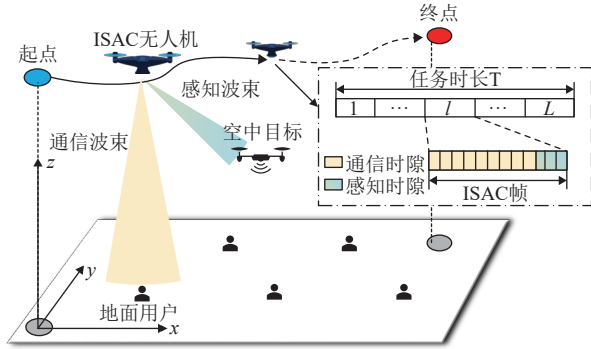 ISAC无人机
终点
起点
感知波束
任务时长T
1 … l … L
空中目标
通信波束
z
通信时隙
感知时隙
ISAC帧
y
地面用户
x